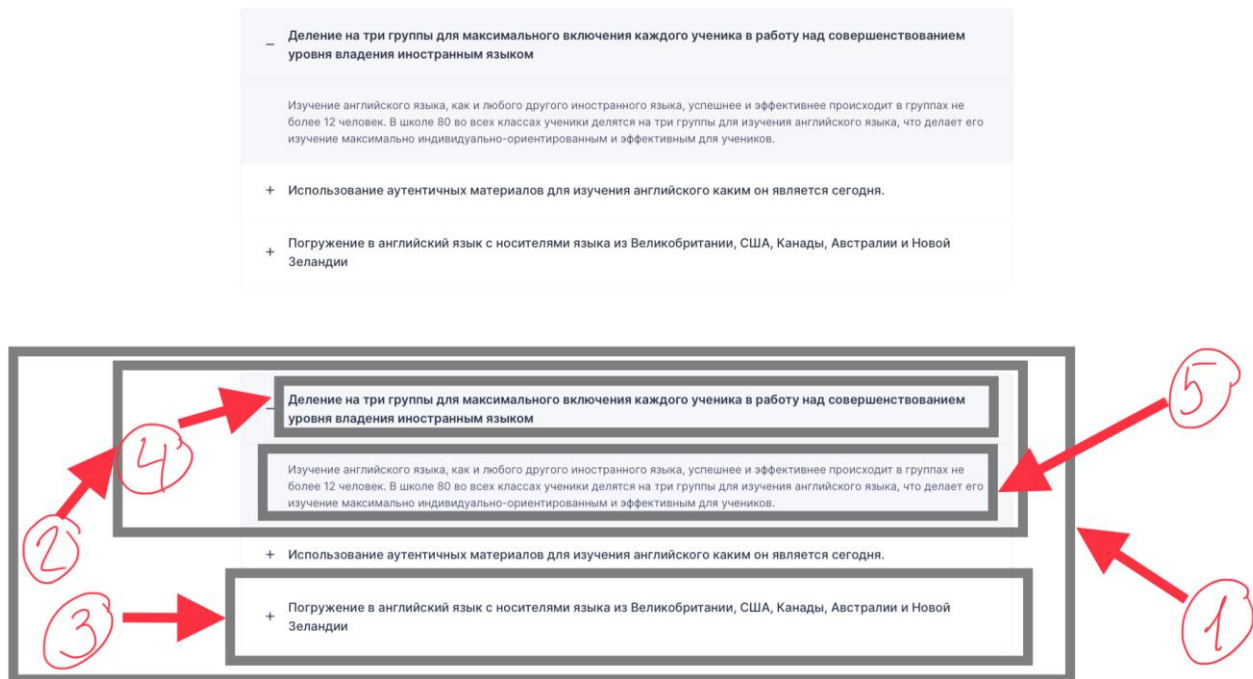 − Деление на три группы для максимального включения каждого ученика в работу над совершенствованием
уровня владения иностранным языком
Изучение английского языка, как и любого другого иностранного языка, успешнее и эффективнее происходит в группах не
более 12 человек. В школе 80 во всех классах ученики делятся на три группы для изучения английского языка, что делает его
изучение максимально индивидуально-ориентированным и эффективным для учеников.
+ Использование аутентичных материалов для изучения английского каким он является сегодня.
+ Погружение в английский язык с носителями языка из Великобритании, США, Канады, Австралии и Новой
Зеландии
− Деление на три группы для максимального включения каждого ученика в работу над совершенствованием
уровня владения иностранным языком
5
4
Изучение английского языка, как и любого другого иностранного языка, успешнее и эффективнее происходит в группах не
более 12 человек. В школе 80 во всех классах ученики делятся на три группы для изучения английского языка, что делает его
изучение максимально индивидуально-ориентированным и эффективным для учеников.
2
+ Использование аутентичных материалов для изучения английского каким он является сегодня.
3
+ Погружение в английский язык с носителями языка из Великобритании, США, Канады, Австралии и Новой
Зеландии
1